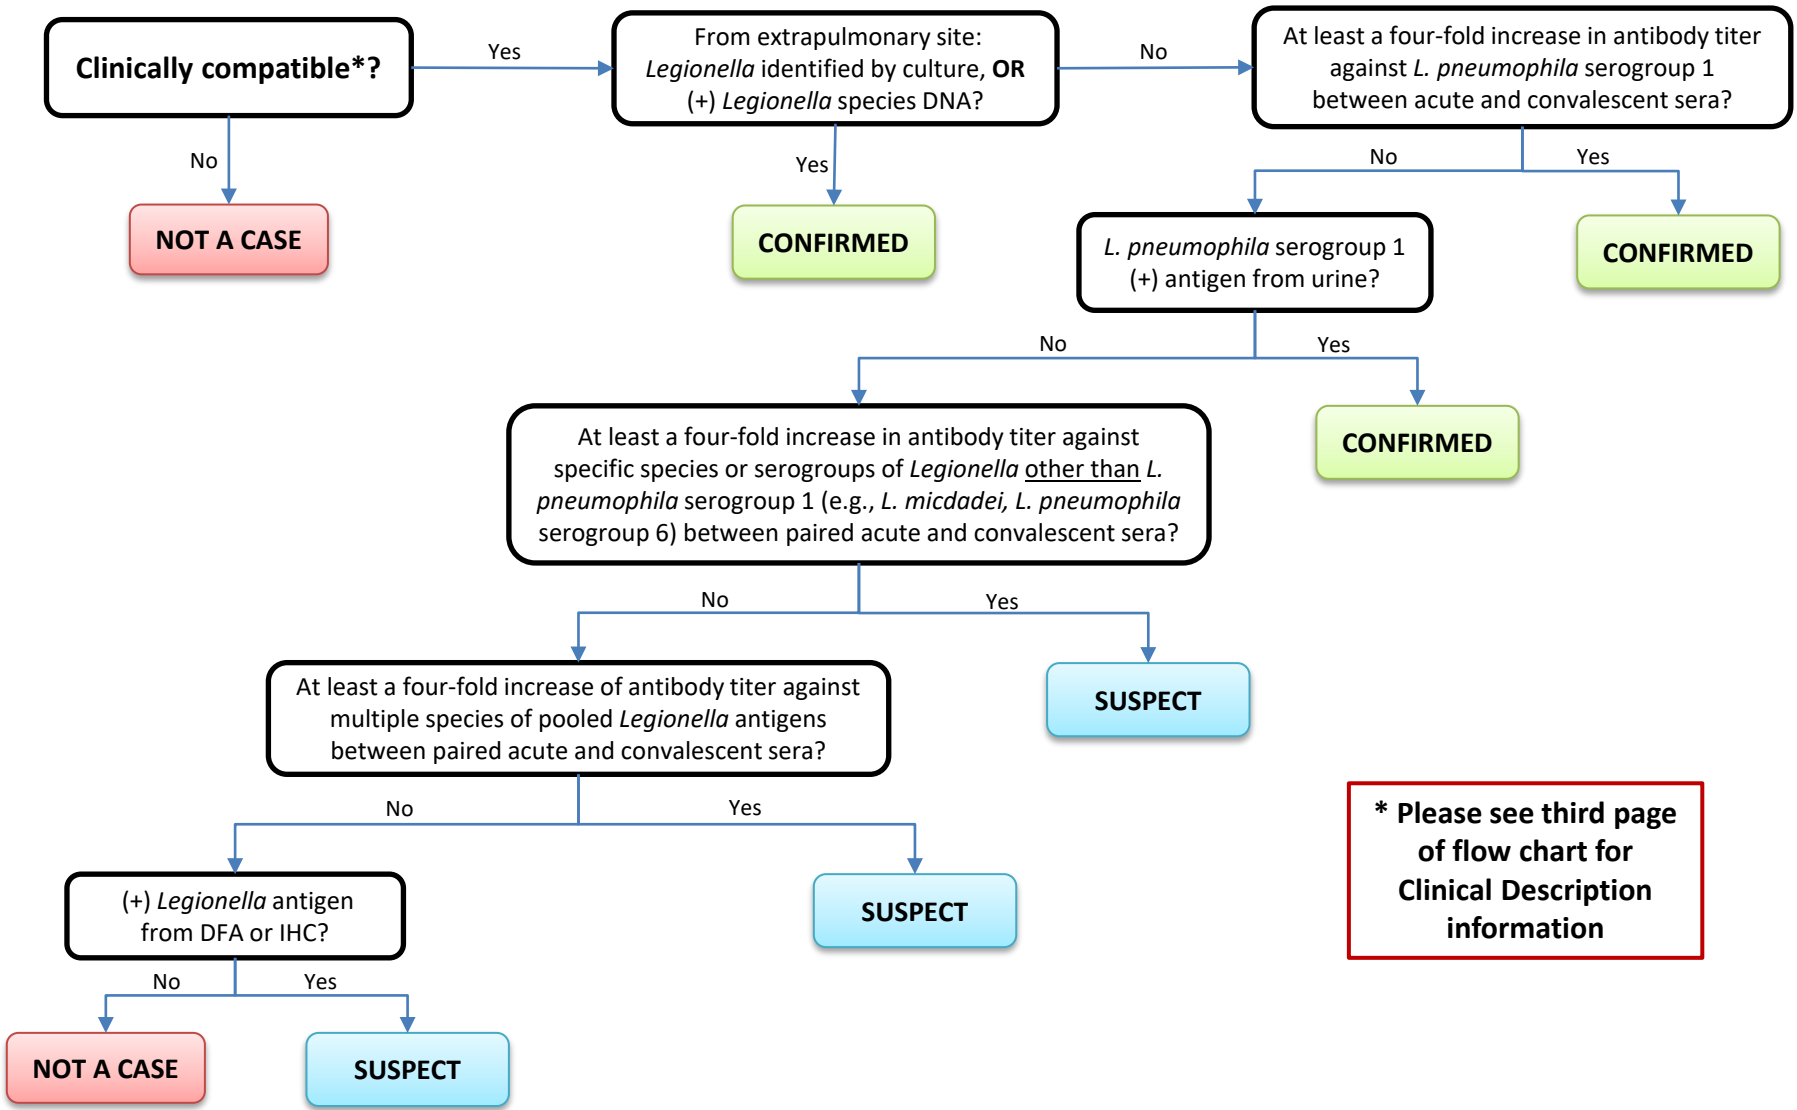 Clinically compatible*?
Yes
From extrapulmonary site:
Legionella identified by culture, OR
(+) Legionella species DNA?
No
At least a four-fold increase in antibody titer
against L. pneumophila serogroup 1
between acute and convalescent sera?
No
NOT A CASE
Yes
CONFIRMED
No
Yes
L. pneumophila serogroup 1
(+) antigen from urine?
CONFIRMED
No
Yes
At least a four-fold increase in antibody titer against
specific species or serogroups of Legionella other than L.
pneumophila serogroup 1 (e.g., L. micdadei, L. pneumophila
serogroup 6) between paired acute and convalescent sera?
CONFIRMED
No
Yes
At least a four-fold increase of antibody titer against
multiple species of pooled Legionella antigens
between paired acute and convalescent sera?
SUSPECT
No
Yes
(+) Legionella antigen
from DFA or IHC?
SUSPECT
* Please see third page
of flow chart for
Clinical Description
information
No
Yes
NOT A CASE
SUSPECT